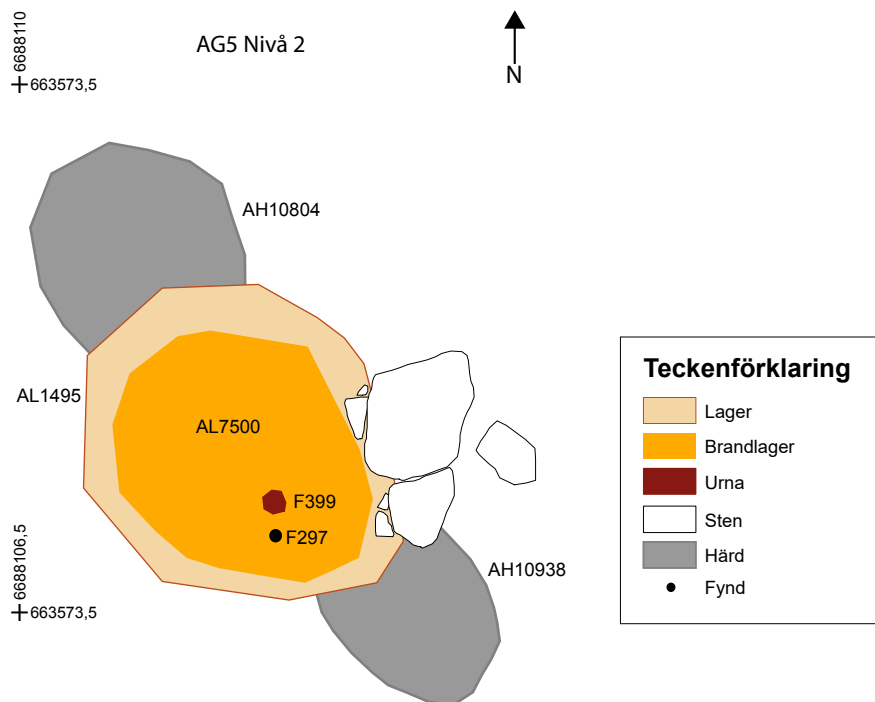 6688110
663573,5
AG5 Nivå 2
N
AH10804
AL1495
AL7500
F399
F297
AH10938
6688106,5
663573,5
Teckenförklaring
Lager
Brandlager
Urna
Sten
Härd
Fynd